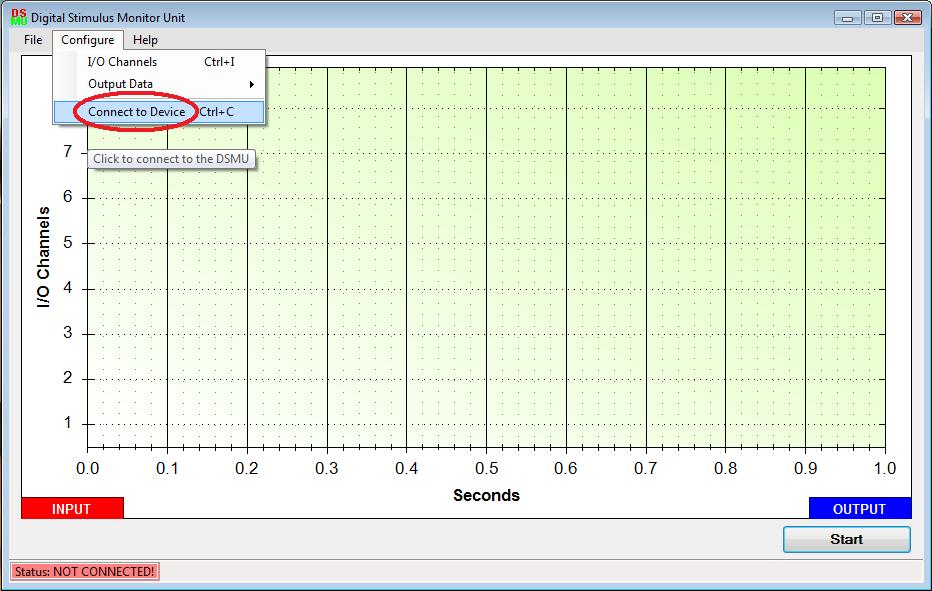 DS
MU Digital Stimulus Monitor Unit
File Configure Help
I/O Channels Ctrl+I
Output Data
Connect to Device Ctrl+C
Click to connect to the DSMU
7
6
5
4
3
2
1
I/O Channels
0.0 0.1 0.2 0.3 0.4 0.5 0.6 0.7 0.8 0.9 1.0
Seconds
INPUT OUTPUT
Start
Status: NOT CONNECTED!